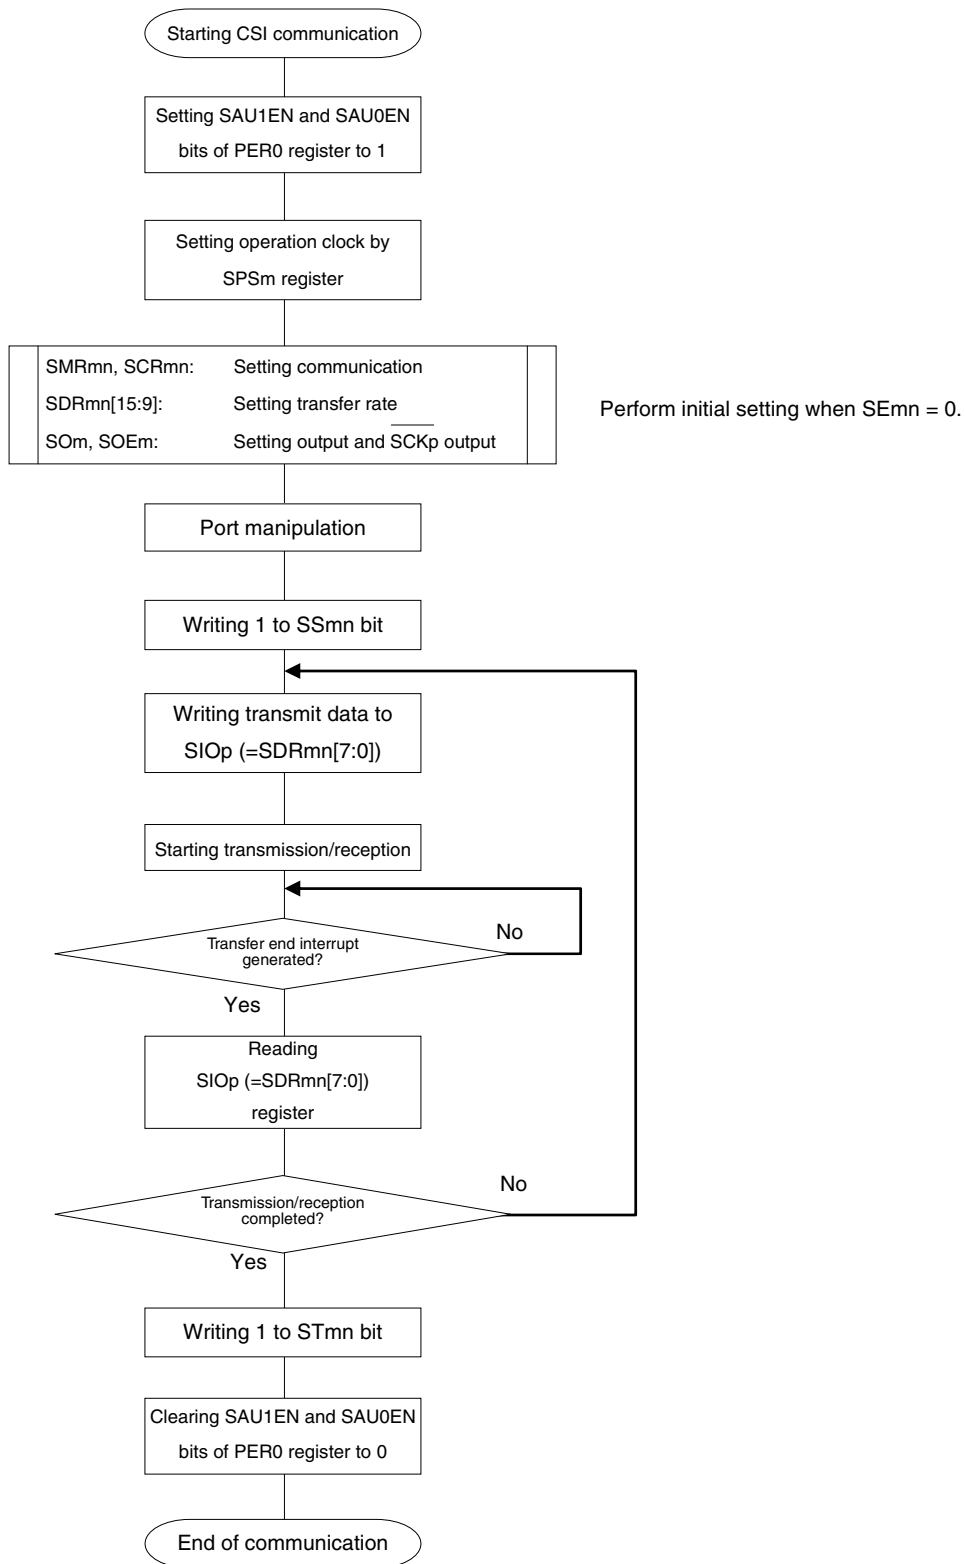 Starting CSI communication
Setting SAU1EN and SAU0EN
bits of PER0 register to 1
Setting operation clock by
SPSm register
SMRmn, SCRmn: Setting communication
SDRmn[15:9]: Setting transfer rate
SOm, SOEm: Setting output and S̅C̅K̅p̅ output
Perform initial setting when SEmn = 0.
Port manipulation
Writing 1 to SSmn bit
Writing transmit data to
SIOp (=SDRmn[7:0])
Starting transmission/reception
Transfer end interrupt
generated?
No
Yes
Reading
SIOp (=SDRmn[7:0])
register
Transmission/reception
completed?
No
Yes
Writing 1 to STmn bit
Clearing SAU1EN and SAU0EN
bits of PER0 register to 0
End of communication